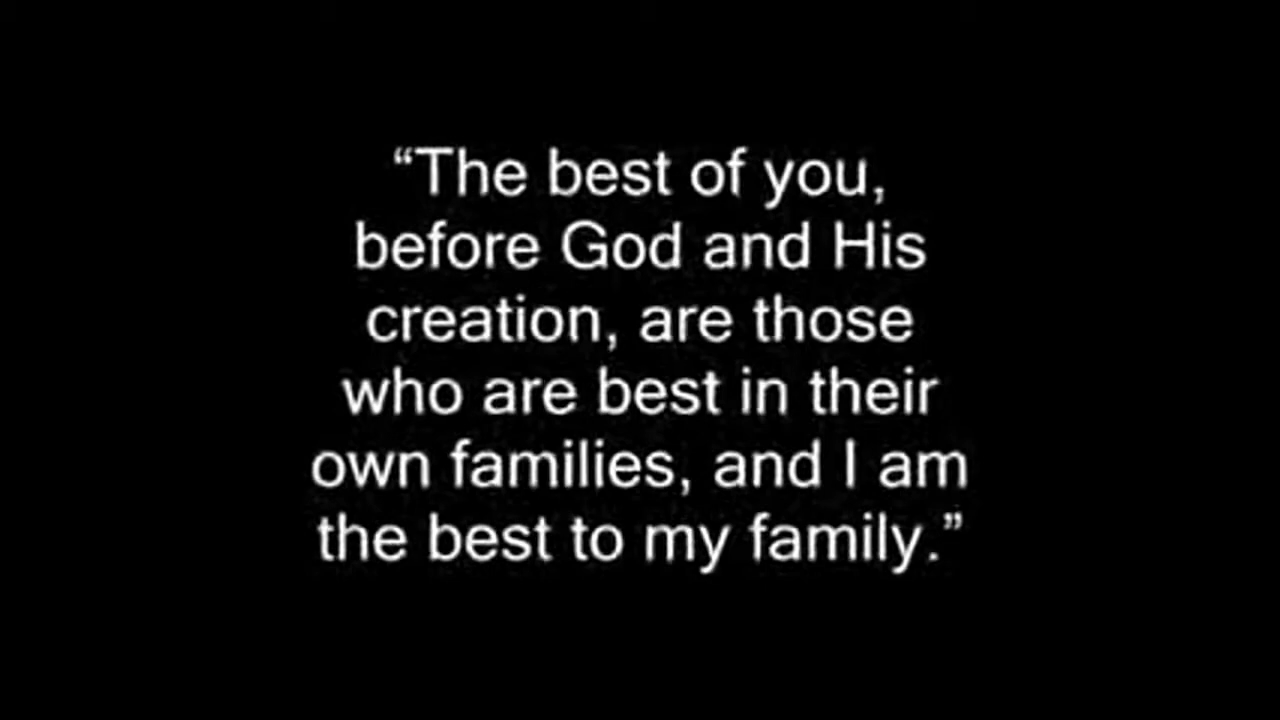 “The best of you,
before God and His
creation, are those
who are best in their
own families, and I am
the best to my family.”